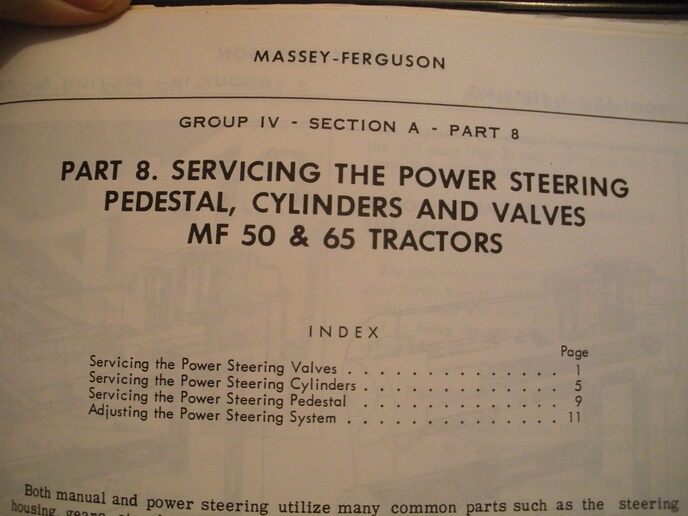 MASSEY-FERGUSON
GROUP IV - SECTION A - PART 8
PART 8. SERVICING THE POWER STEERING
PEDESTAL, CYLINDERS AND VALVES
MF 50 & 65 TRACTORS
INDEX
Page
Servicing the Power Steering Valves . . . . . . . . . . . . . . 1
Servicing the Power Steering Cylinders . . . . . . . . . . . . . 5
Servicing the Power Steering Pedestal . . . . . . . . . . . . . 9
Adjusting the Power Steering System . . . . . . . . . . . . . . 11
Both manual and power steering utilize many common parts such as the steering
housing, gears,